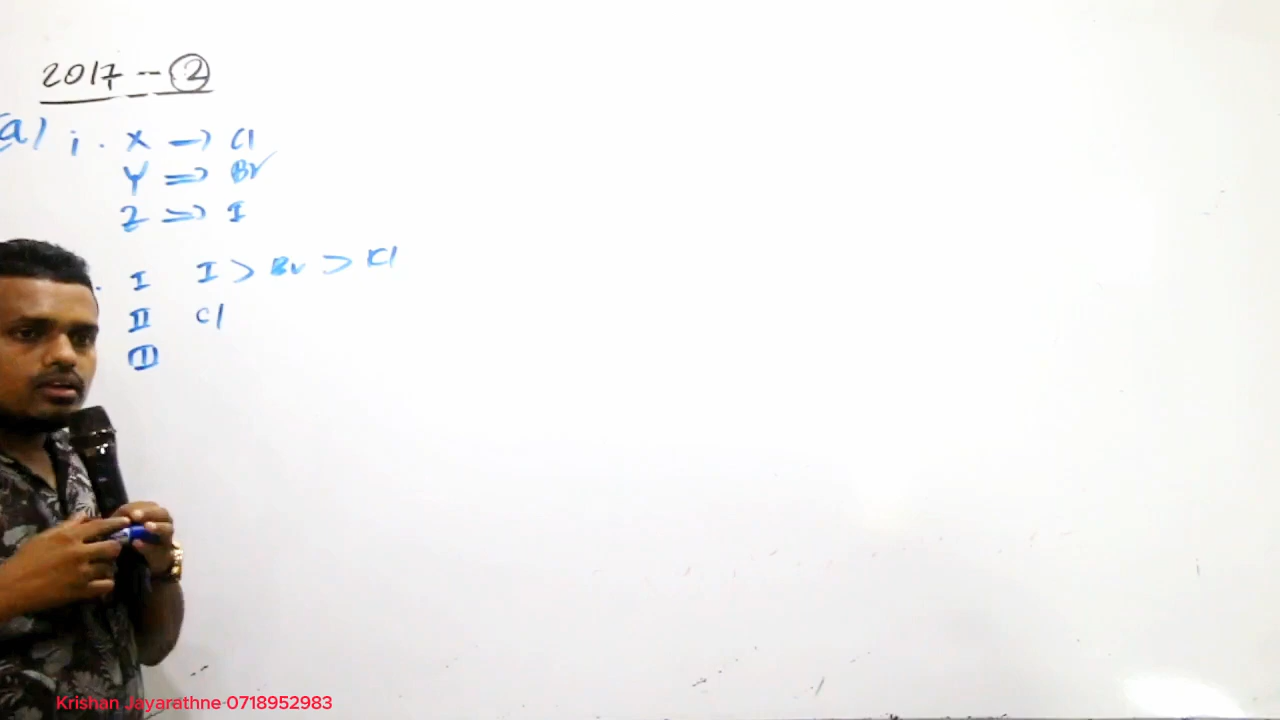 2017 -- ②
(a) i. X → Cl
Y ⇒ Br
Z ⇒ I
. I I > Br > Cl
II Cl
III
Krishan Jayarathne-0718952983